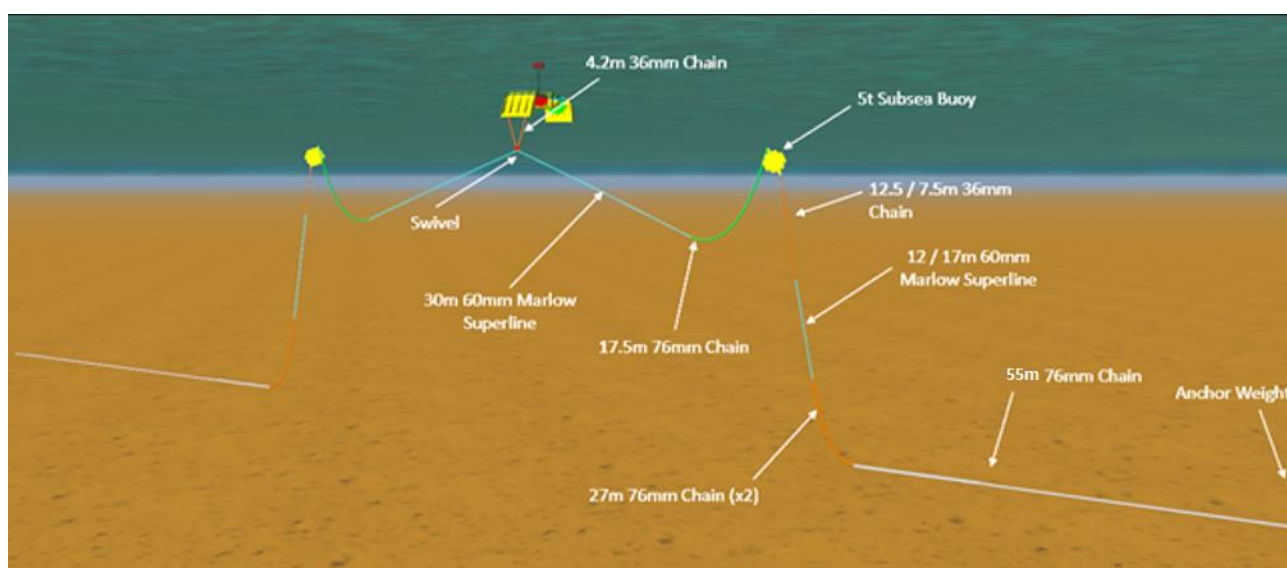 4.2m 36mm Chain
5t Subsea Buoy
12.5 / 7.5m 36mm
Chain
Swivel
12 / 17m 60mm
Marlow Superline
30m 60mm Marlow
Superline
17.5m 76mm Chain
55m 76mm Chain
Anchor Weight
27m 76mm Chain (x2)